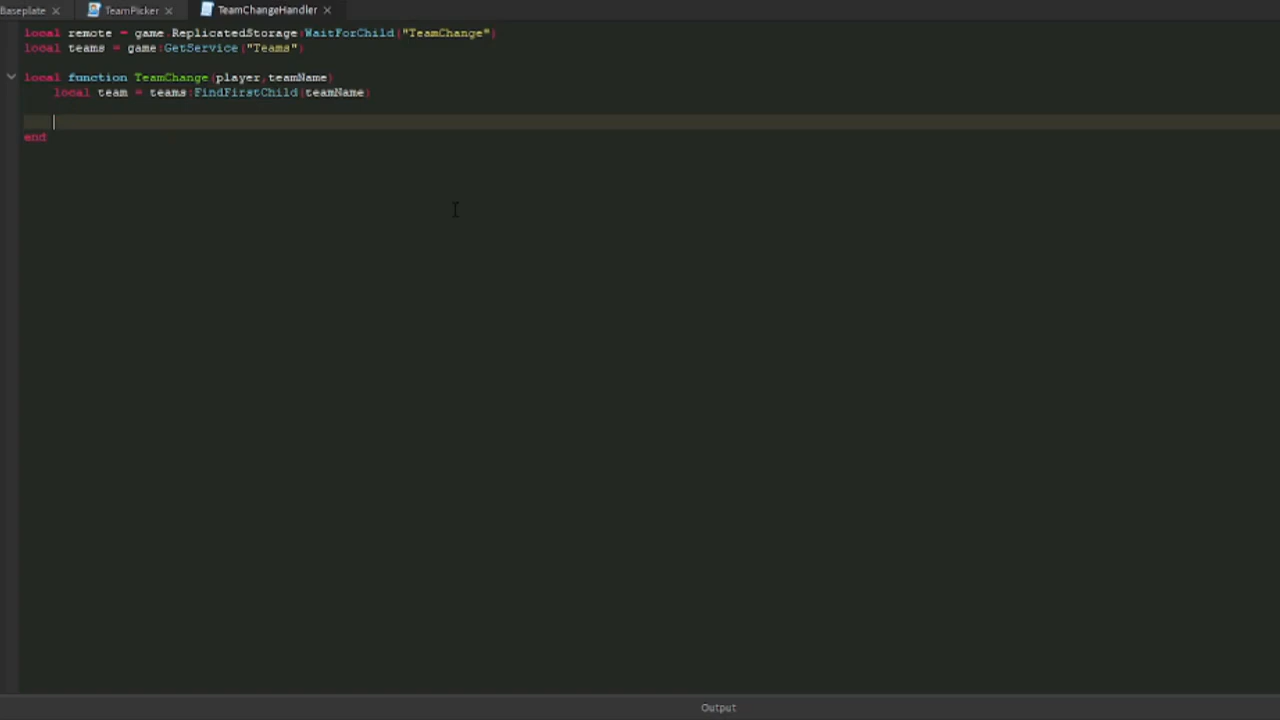 Baseplate × TeamPicker × TeamChangeHandler ×
local remote = game.ReplicatedStorage:WaitForChild("TeamChange")
local teams = game:GetService("Teams")
local function TeamChange(player,teamName)
local team = teams:FindFirstChild(teamName)
end
Output